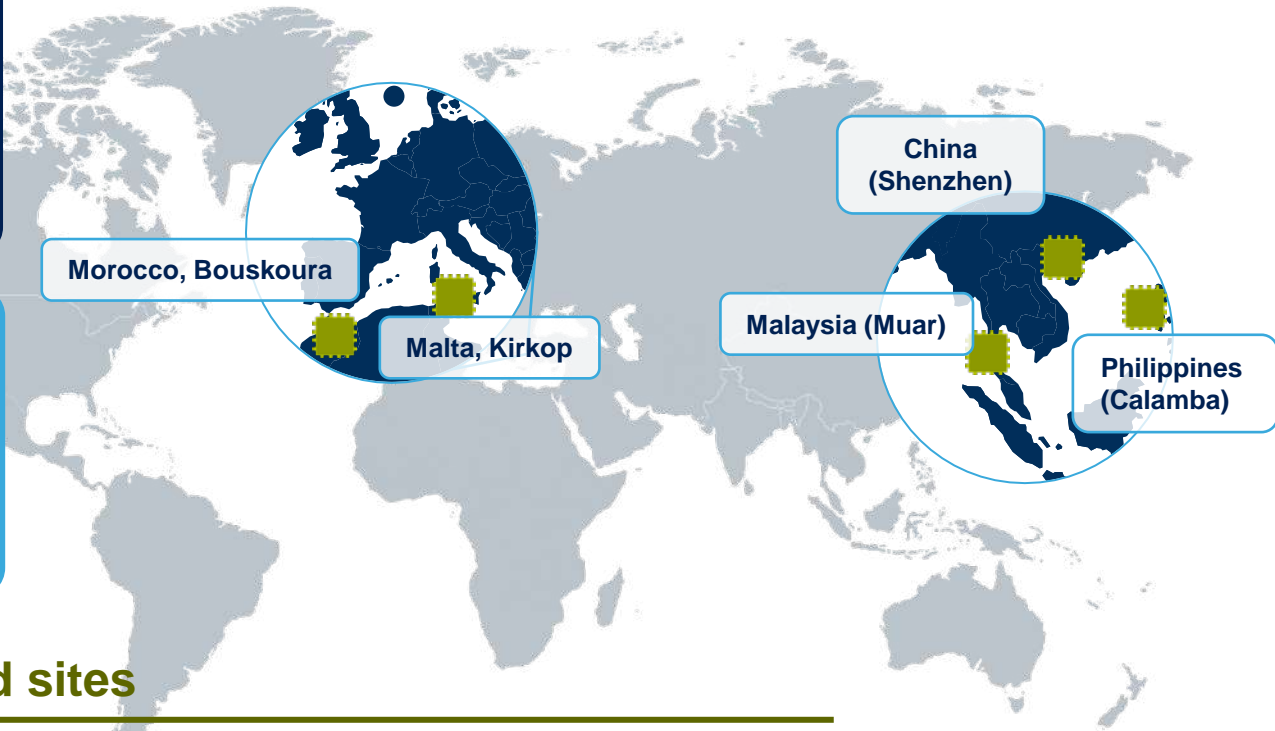 China
(Shenzhen)
Morocco, Bouskoura
Malaysia (Muar)
Malta, Kirkop
Philippines
(Calamba)
d sites